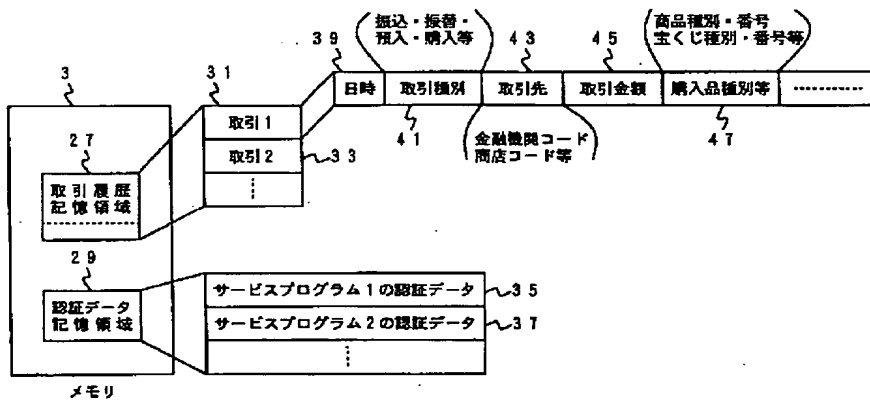 振込・振替・
預入・購入等
商品種別・番号
宝くじ種別・番号等
39
43
45
日時
取引種別
取引先
取引金額
購入品種別等
41
金融機関コード
商店コード等
47
3
31
取引1
取引2
33
27
取引履歴
記憶領域
29
認証データ
記憶領域
サービスプログラム1の認証データ
35
サービスプログラム2の認証データ
37
メモリ